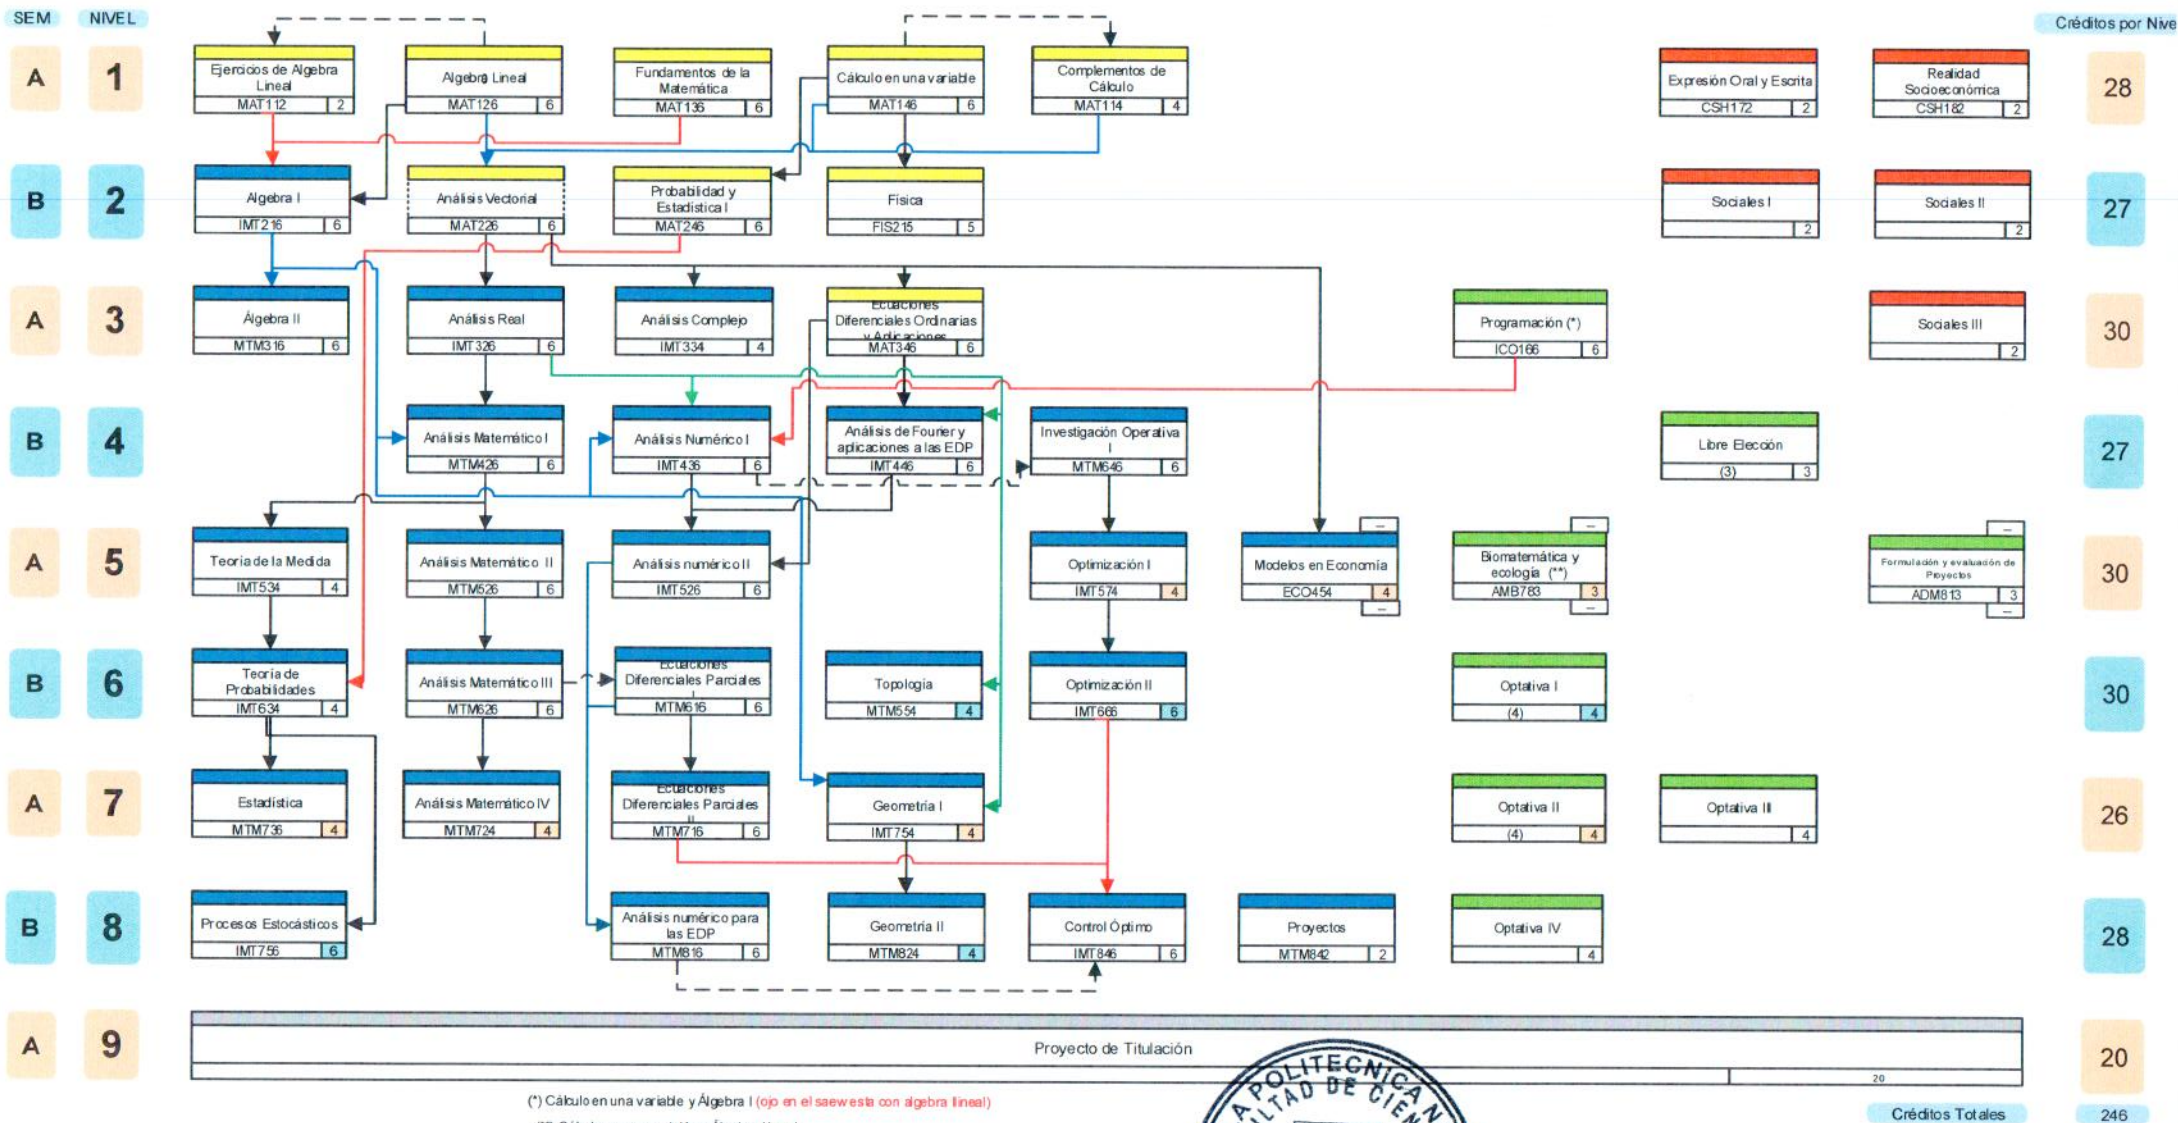 SEM NIVEL
Créditos por Nive
A 1
Ejercicios de Algebra
Lineal
MAT112 2
Algebra Lineal
MAT126 6
Fundamentos de la
Matemática
MAT136 6
Cálculo en una variable
MAT146 6
Complementos de
Cálculo
MAT114 4
Expresión Oral y Escrita
CSH172 2
Realidad
Socioeconómica
CSH182 2
28
B 2
Algebra I
IMT216 6
Análisis Vectorial
MAT226 6
Probabilidad y
Estadística I
MAT246 6
Física
FIS215 5
Sociales I
2
Sociales II
2
27
A 3
Álgebra II
MTM316 6
Análisis Real
IMT326 6
Análisis Complejo
IMT334 4
Ecuaciones
Diferenciales Ordinarias
y Aplicaciones
MAT346 6
Programación (*)
ICO166 6
Sociales III
2
30
B 4
Análisis Matemático I
MTM426 6
Análisis Numérico I
IMT436 6
Análisis de Fourier y
aplicaciones a las EDP
IMT446 6
Investigación Operativa
I
MTM646 6
Libre Elección
(3) 3
27
A 5
Teoría de la Medida
IMT534 4
Análisis Matemático II
MTM526 6
Análisis numérico II
IMT526 6
Optimización I
IMT574 4
--
Modelos en Economía
ECO454 4
--
--
Biomatemática y
ecología (**)
AMB783 3
--
--
Formulación y evaluación de
Proyectos
ADM813 3
--
30
B 6
Teoría de
Probabilidades
IMT634 4
Análisis Matemático III
MTM626 6
Ecuaciones
Diferenciales Parciales
I
MTM616 6
Topología
MTM554 4
Optimización II
IMT666 6
Optativa I
(4) 4
30
A 7
Estadística
MTM736 4
Análisis Matemático IV
MTM724 4
Ecuaciones
Diferenciales Parciales
II
MTM716 6
Geometría I
IMT754 4
Optativa II
(4) 4
Optativa III
4
26
B 8
Procesos Estocásticos
IMT756 6
Análisis numérico para
las EDP
MTM816 6
Geometría II
MTM824 4
Control Óptimo
IMT846 6
Proyectos
MTM842 2
Optativa IV
4
28
A 9
Proyecto de Titulación
20
20
(*) Cálculo en una variable y Álgebra I (ojo en el saew esta con algebra lineal)
Créditos Totales 246